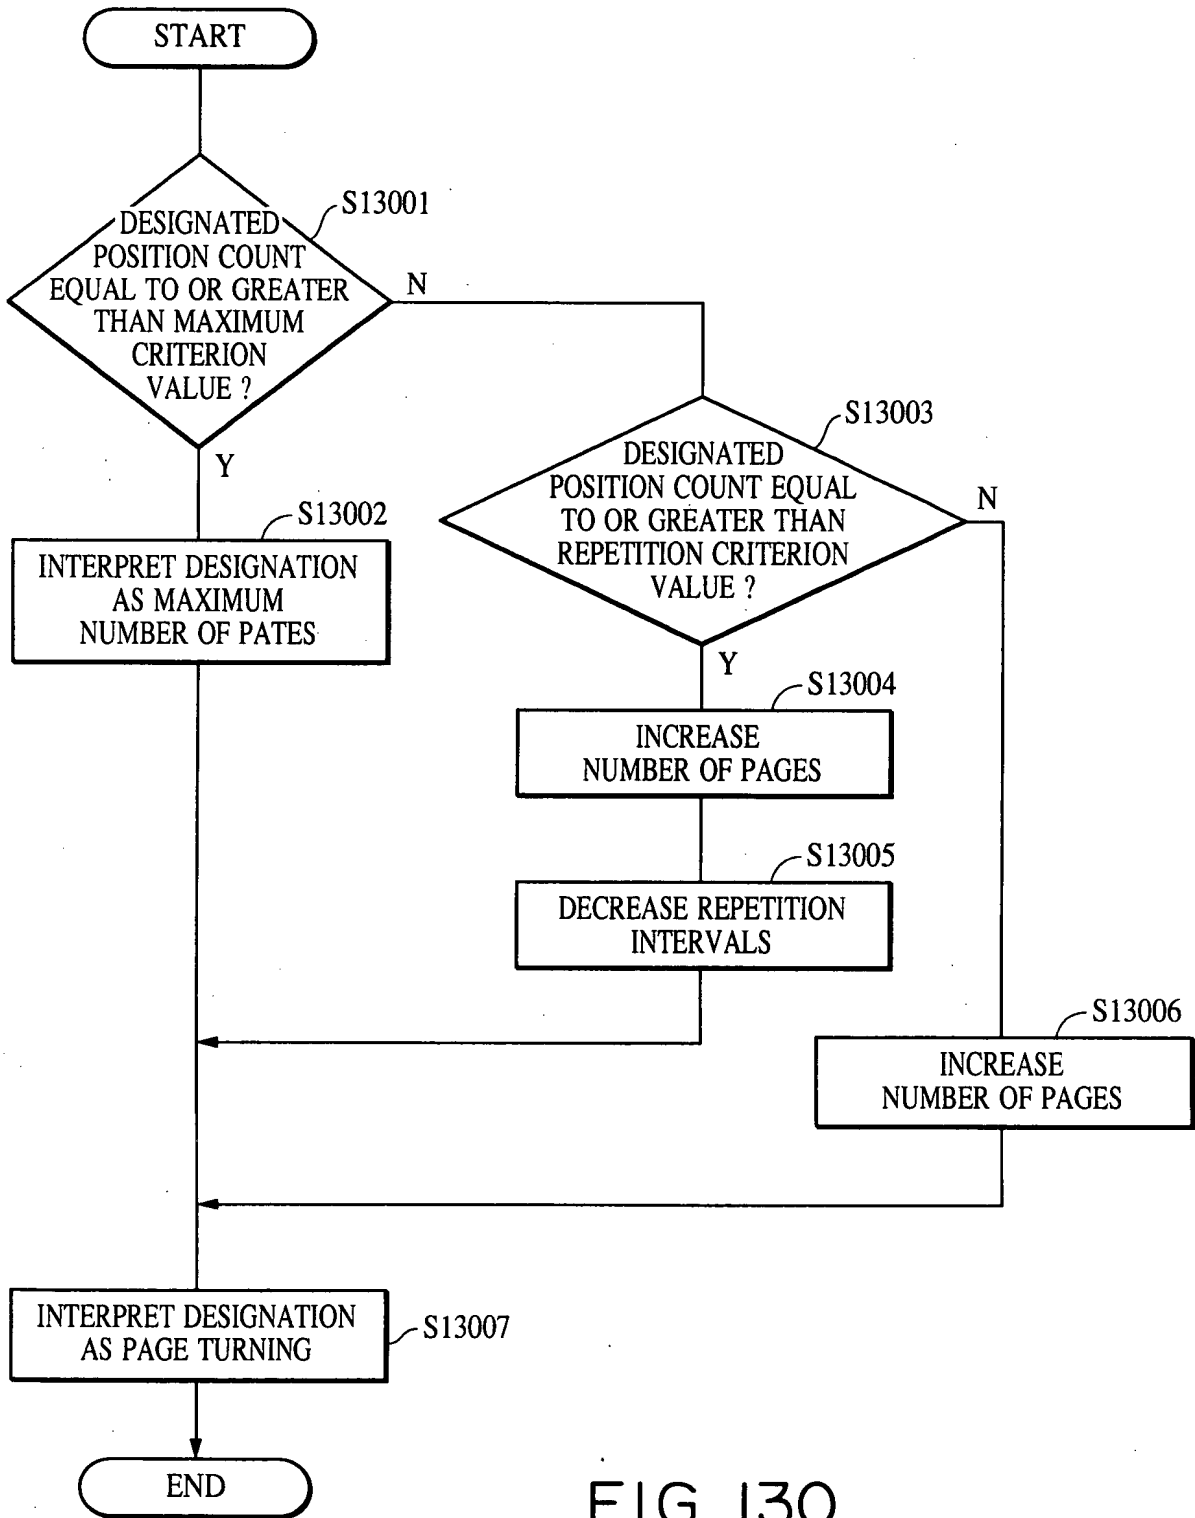 START
S13001
DESIGNATED
POSITION COUNT
EQUAL TO OR GREATER
THAN MAXIMUM
CRITERION
VALUE ?
N
Y
S13002
INTERPRET DESIGNATION
AS MAXIMUM
NUMBER OF PATES
S13003
DESIGNATED
POSITION COUNT EQUAL
TO OR GREATER THAN
REPETITION CRITERION
VALUE ?
N
Y
S13004
INCREASE
NUMBER OF PAGES
S13005
DECREASE REPETITION
INTERVALS
S13006
INCREASE
NUMBER OF PAGES
INTERPRET DESIGNATION
AS PAGE TURNING
S13007
END
FIG. 130